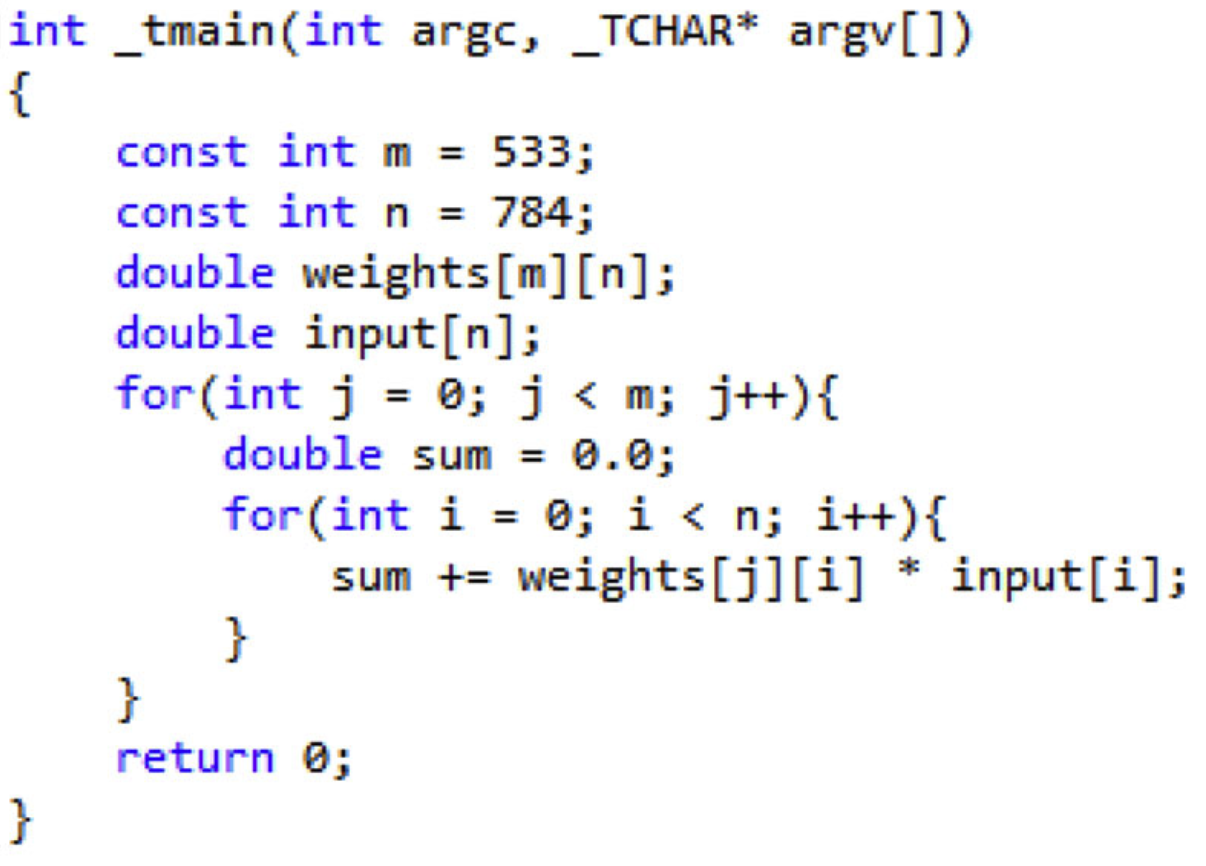 int _tmain(int argc, _TCHAR* argv[])
{
    const int m = 533;
    const int n = 784;
    double weights[m][n];
    double input[n];
    for(int j = 0; j < m; j++){
        double sum = 0.0;
        for(int i = 0; i < n; i++){
            sum += weights[j][i] * input[i];
        }
    }
    return 0;
}